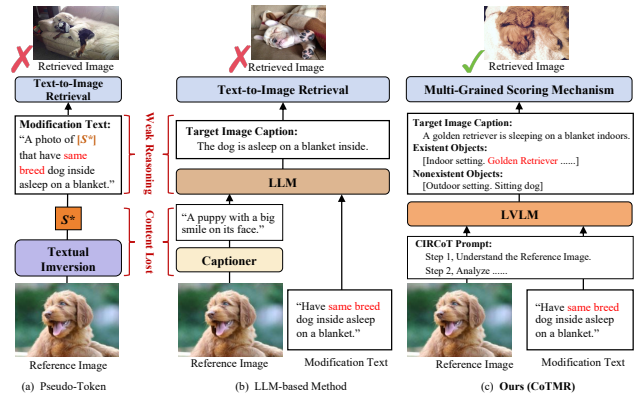 Retrieved Image
Text-to-Image
Retrieval
Modification Text:
“A photo of [S*]
that have same
breed dog inside
asleep on a blanket.”
S*
Textual
Imversion
Reference Image
(a) Pseudo-Token
Weak Reasoning
Content Lost
Retrieved Image
Text-to-Image Retrieval
Target Image Caption:
The dog is asleep on a blanket inside.
LLM
“A puppy with a big
smile on its face.”
Captioner
Reference Image
“Have same breed
dog inside asleep
on a blanket.”
Modification Text
(b) LLM-based Method
Retrieved Image
Multi-Grained Scoring Mechanism
Target Image Caption:
A golden retriever is sleeping on a blanket indoors.
Existent Objects:
[Indoor setting. Golden Retriever ......]
Nonexistent Objects:
[Outdoor setting. Sitting dog]
LVLM
CIRCoT Prompt:
Step 1, Understand the Reference Image.
Step 2, Analyze ......
Reference Image
“Have same breed
dog inside asleep
on a blanket.”
Modification Text
(c) Ours (CoTMR)